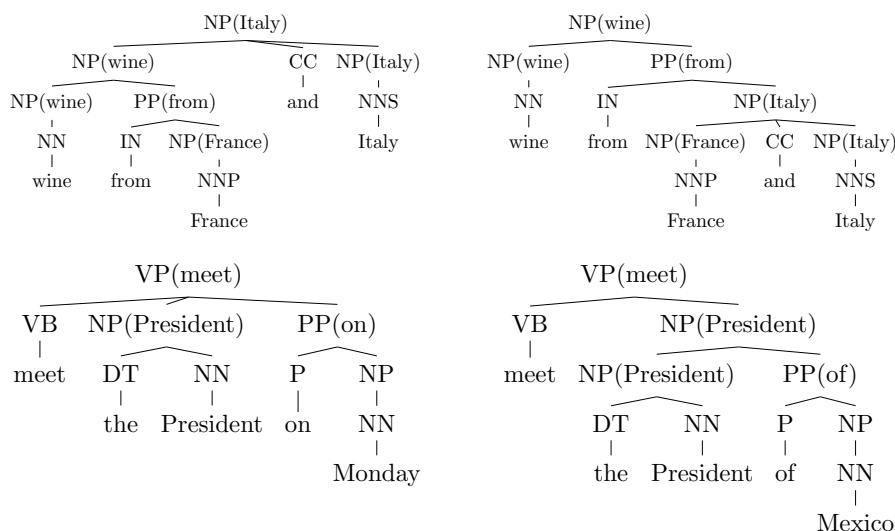 NP(Italy)
NP(wine) CC NP(Italy)
NP(wine) PP(from) and NNS
NN IN NP(France) Italy
wine from NNP
France
NP(wine)
NP(wine) PP(from)
NN IN NP(Italy)
wine from NP(France) CC NP(Italy)
NNP and NNS
France Italy
VP(meet)
VB NP(President) PP(on)
meet DT NN P NP
the President on NN
Monday
VP(meet)
VB NP(President)
meet NP(President) PP(of)
DT NN P NP
the President of NN
Mexico